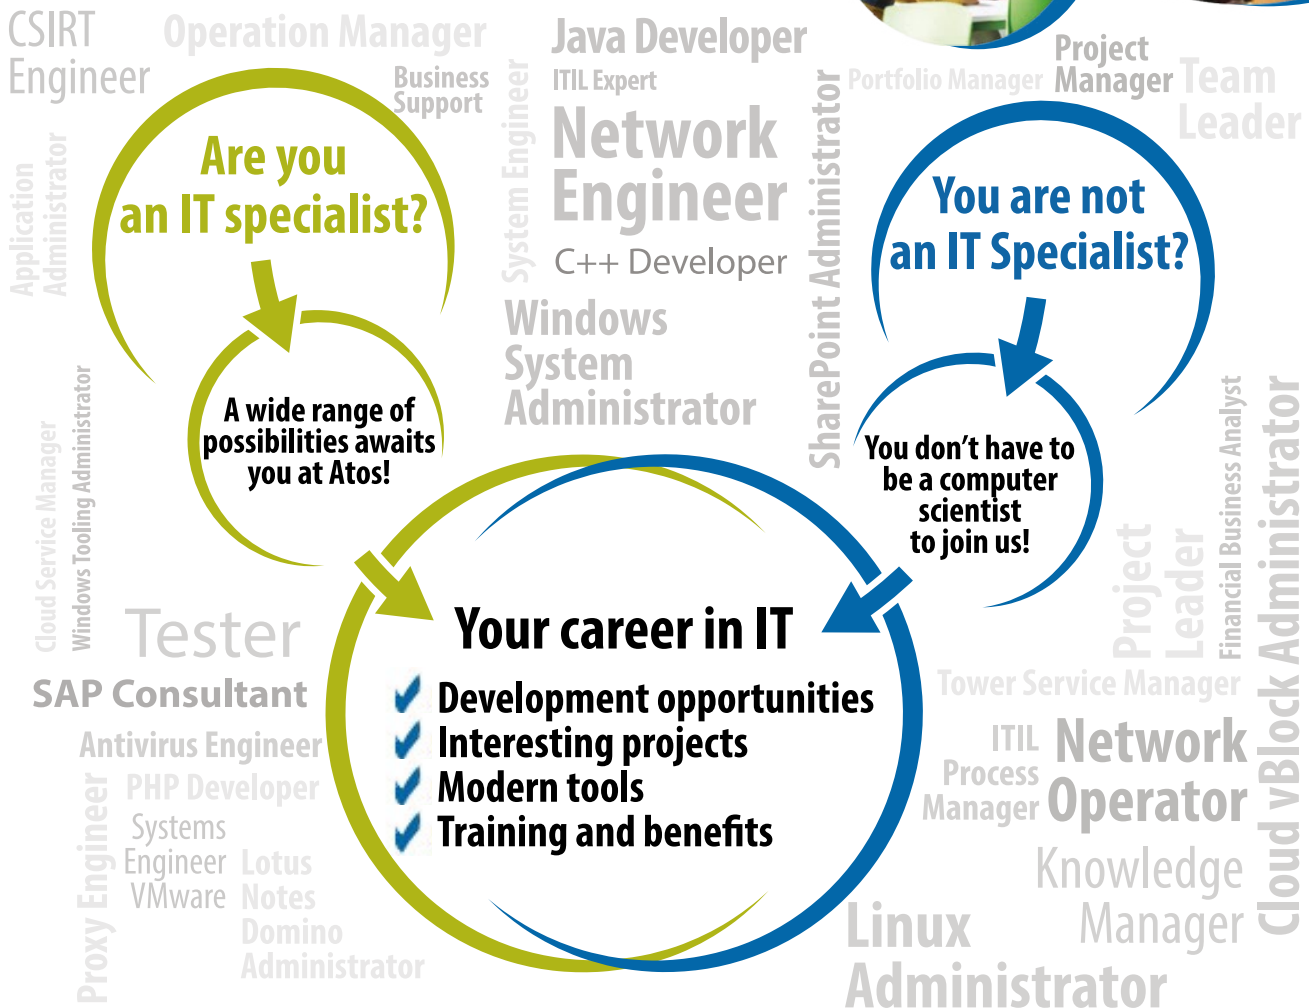 CSIRT
Engineer
Operation Manager
Business
Support
Java Developer
ITIL Expert
Network
Engineer
C++ Developer
System Engineer
Windows
System
Administrator
SharePoint Administrator
Portfolio Manager
Project
Manager
Team
Leader
Application
Administrator
Are you
an IT specialist?
A wide range of
possibilities awaits
you at Atos!
You are not
an IT Specialist?
You don’t have to
be a computer
scientist
to join us!
Cloud Service Manager
Windows Tooling Administrator
Tester
SAP Consultant
Antivirus Engineer
Proxy Engineer
PHP Developer
Systems
Engineer
VMware
Lotus
Notes
Domino
Administrator
Your career in IT
Development opportunities
Interesting projects
Modern tools
Training and benefits
Project
Leader
Financial Business Analyst
Cloud vBlock Administrator
Tower Service Manager
ITIL
Process
Manager
Network
Operator
Knowledge
Manager
Linux
Administrator